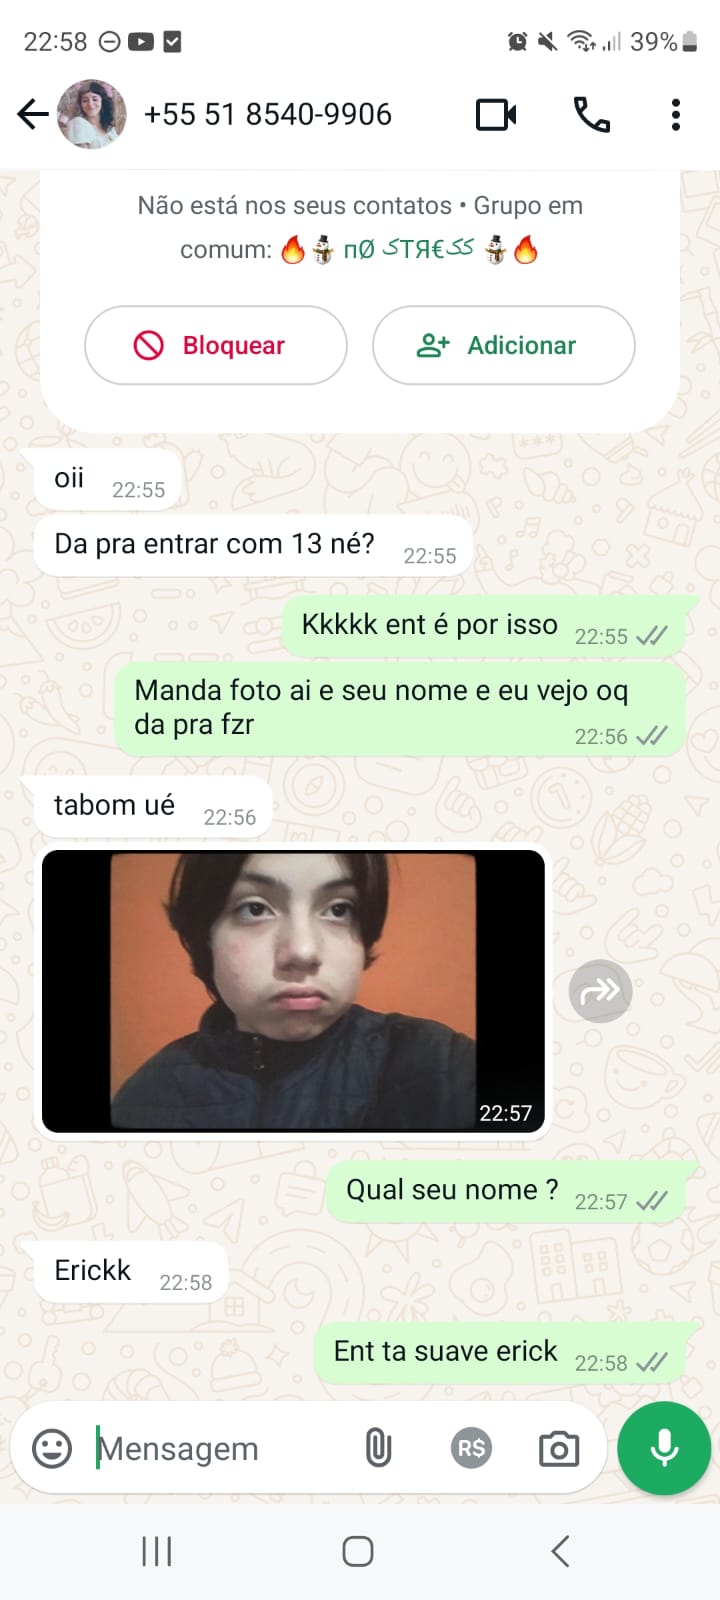 22:58 39%
+55 51 8540-9906
Não está nos seus contatos • Grupo em
comum: 🔥⛄ пØ ᔕTЯ€ᔕᔕ ⛄🔥
Bloquear Adicionar
oii 22:55
Da pra entrar com 13 né? 22:55
Kkkkk ent é por isso 22:55
Manda foto ai e seu nome e eu vejo oq
da pra fzr 22:56
tabom ué 22:56
22:57
Qual seu nome ? 22:57
Erickk 22:58
Ent ta suave erick 22:58
Mensagem R$